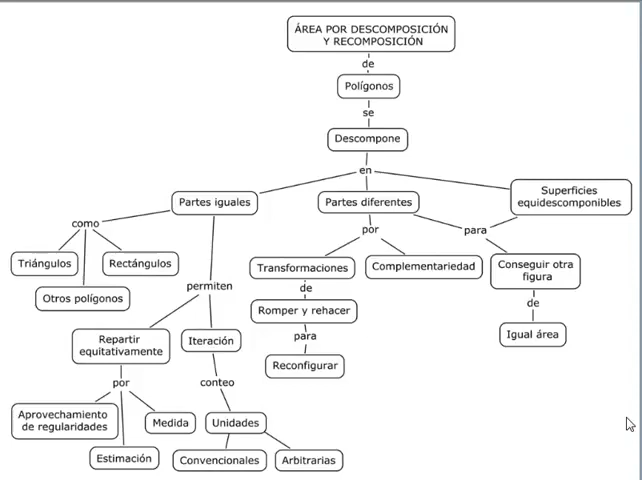 ÁREA POR DESCOMPOSICIÓN
Y RECOMPOSICIÓN
de
Polígonos
se
Descompone
en
Partes iguales
Partes diferentes
Superficies
equidescomponibles
como
por
para
Triángulos
Rectángulos
Otros polígonos
permiten
Transformaciones
Complementariedad
Conseguir otra
figura
de
de
Romper y rehacer
Igual área
Repartir
equitativamente
Iteración
para
Reconfigurar
por
conteo
Aprovechamiento
de regularidades
Medida
Unidades
Estimación
Convencionales
Arbitrarias